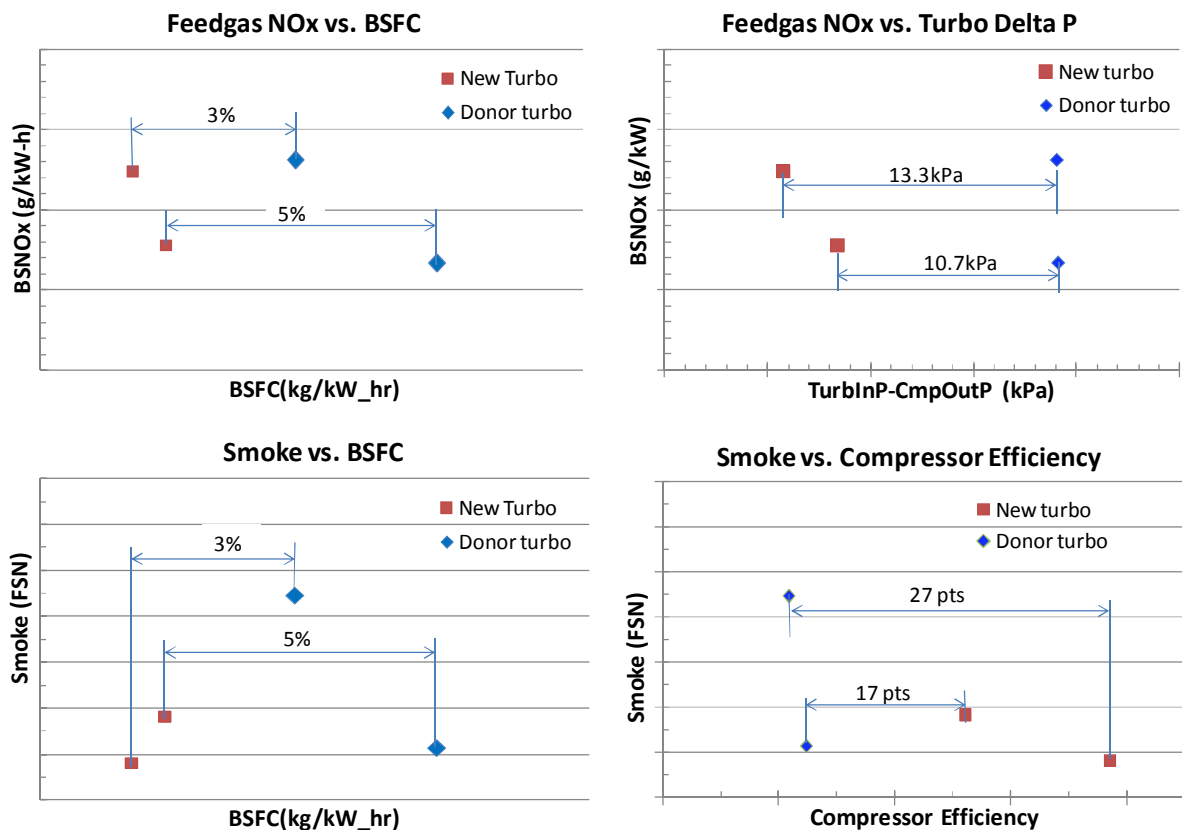 Feedgas NOx vs. BSFC
New Turbo
Donor turbo
3%
5%
BSNOx (g/kW-h)
BSFC(kg/kW_hr)
Feedgas NOx vs. Turbo Delta P
New turbo
Donor turbo
13.3kPa
10.7kPa
BSNOx (g/kW)
TurbInP-CmpOutP (kPa)
Smoke vs. BSFC
New Turbo
Donor turbo
3%
5%
Smoke (FSN)
BSFC(kg/kW_hr)
Smoke vs. Compressor Efficiency
New turbo
Donor turbo
27 pts
17 pts
Smoke (FSN)
Compressor Efficiency